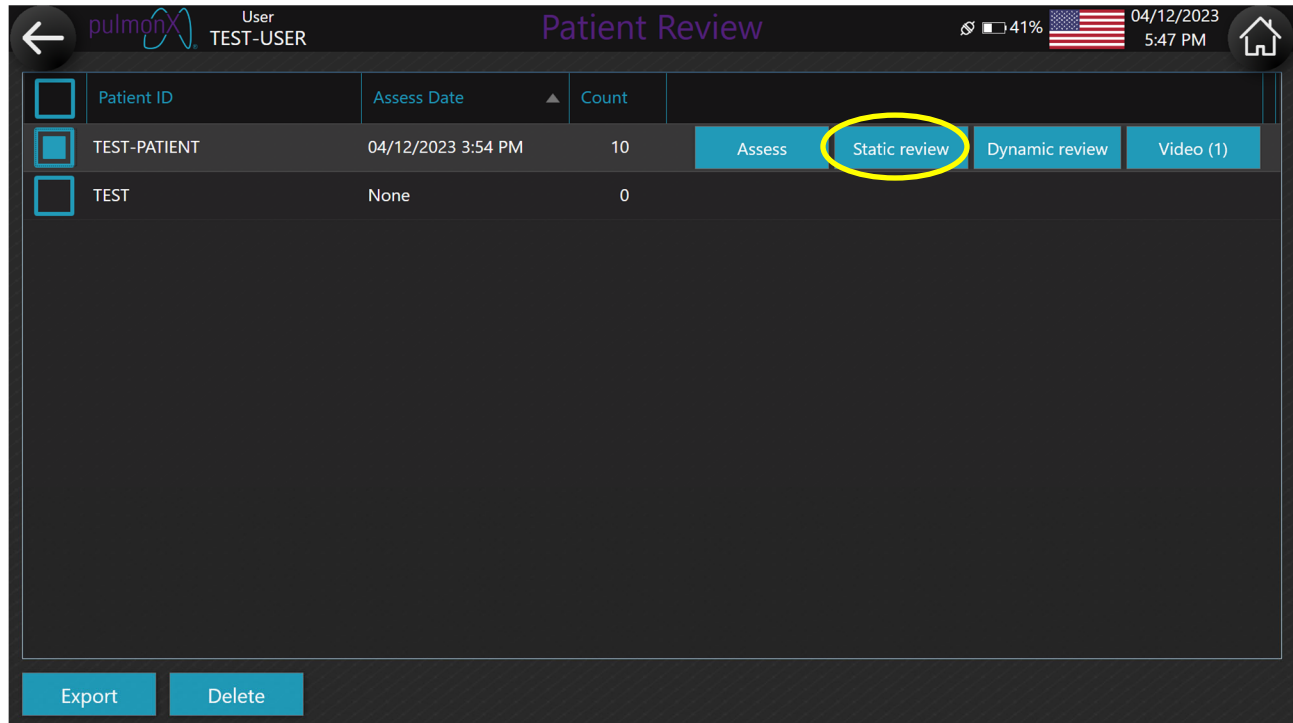 pulmonX®
User
TEST-USER
Patient Review
41%
04/12/2023
5:47 PM
Patient ID Assess Date Count
TEST-PATIENT 04/12/2023 3:54 PM 10 Assess Static review Dynamic review Video (1)
TEST None 0
Export Delete